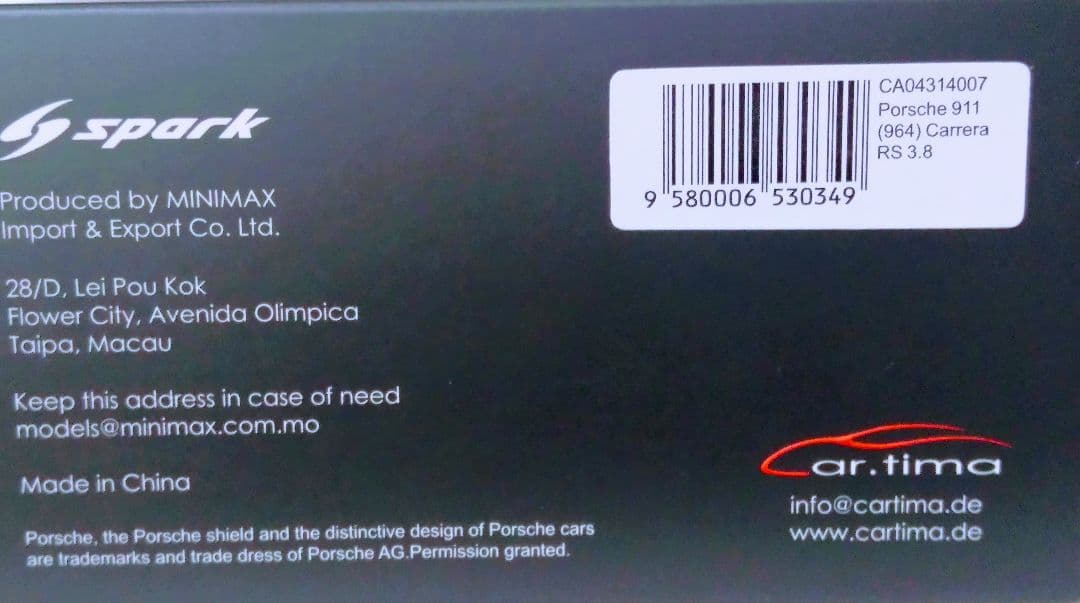 spark
Produced by MINIMAX
Import & Export Co. Ltd.
28/D, Lei Pou Kok
Flower City, Avenida Olimpica
Taipa, Macau
Keep this address in case of need
models@minimax.com.mo
Made in China
Porsche, the Porsche shield and the distinctive design of Porsche cars
are trademarks and trade dress of Porsche AG.Permission granted.
CA04314007
Porsche 911
(964) Carrera
RS 3.8
9 580006 530349
Car.tima
info@cartima.de
www.cartima.de